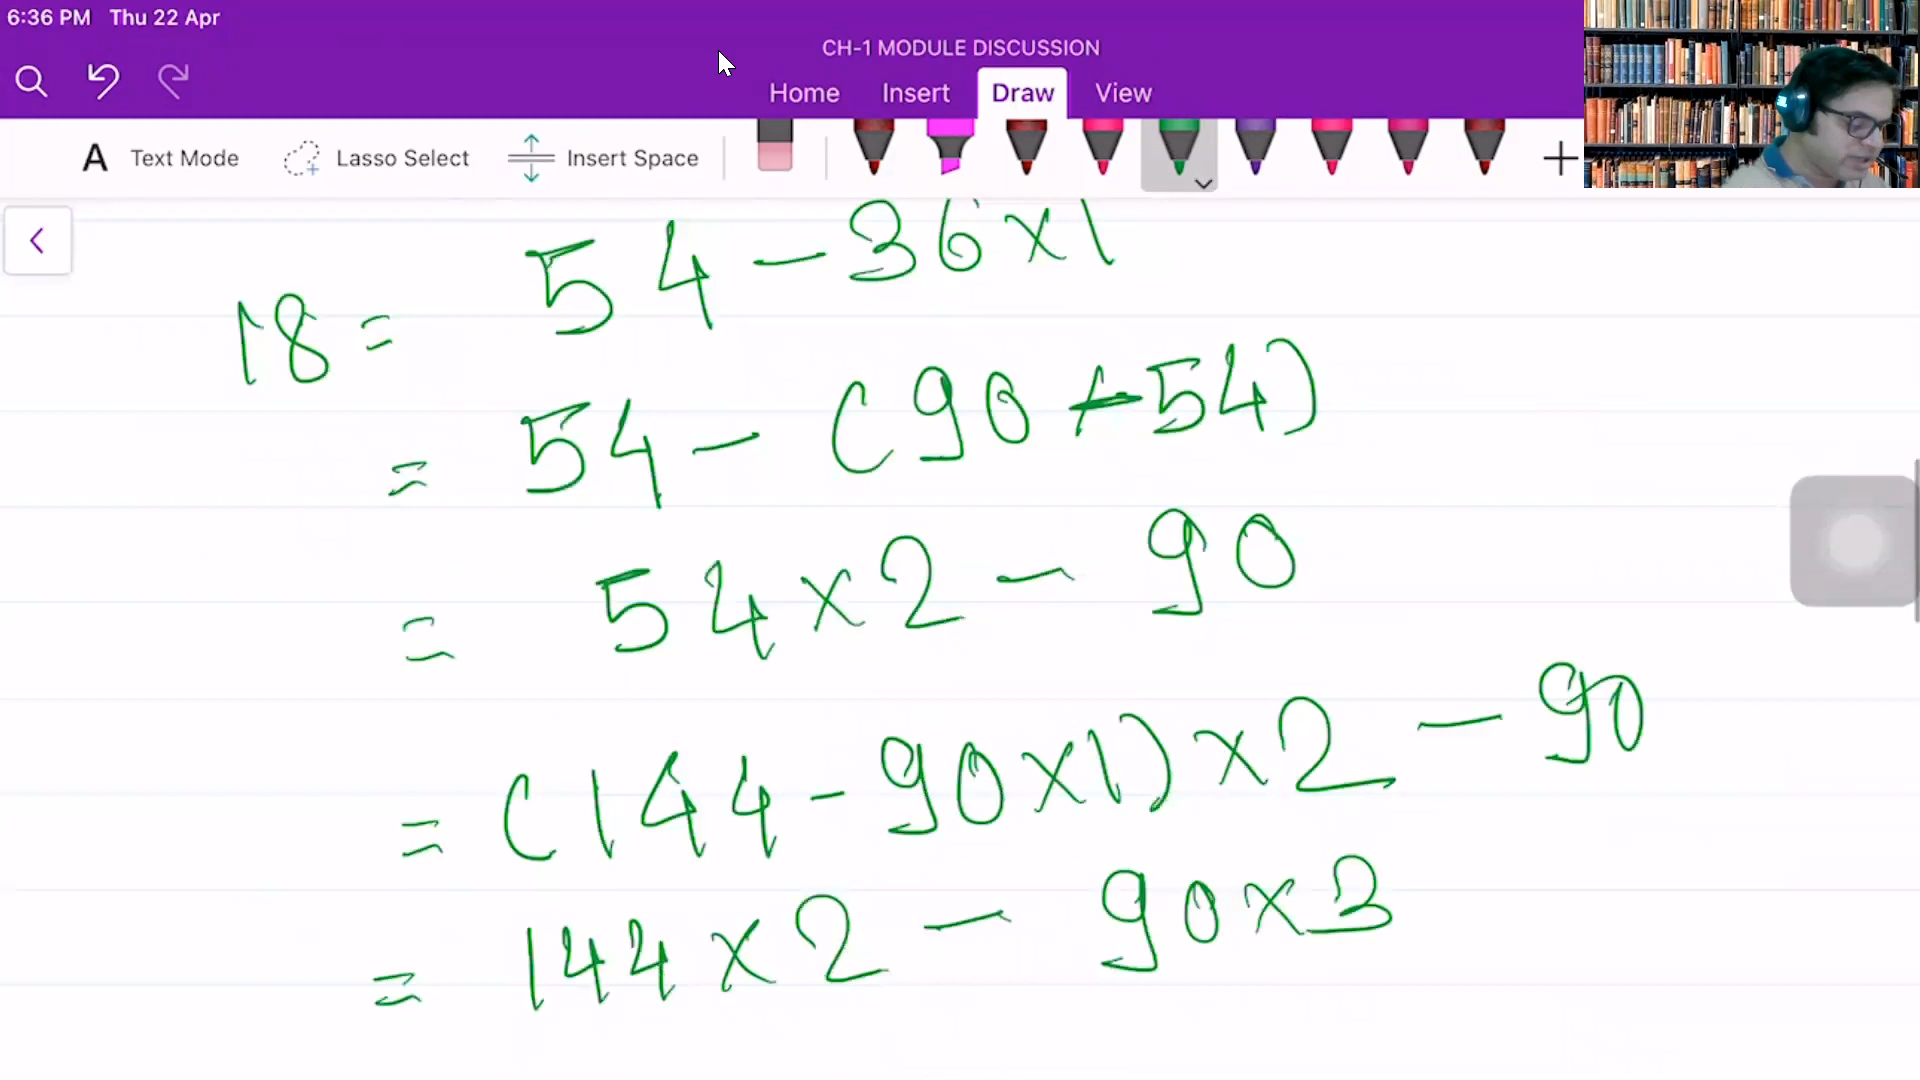 6:36 PM Thu 22 Apr
CH-1 MODULE DISCUSSION
Home Insert Draw View
A Text Mode Lasso Select Insert Space
18 = 54 - 36 x 1
= 54 - (90 - 54)
= 54 x 2 - 90
= (144 - 90 x 1) x 2 - 90
= 144 x 2 - 90 x 3